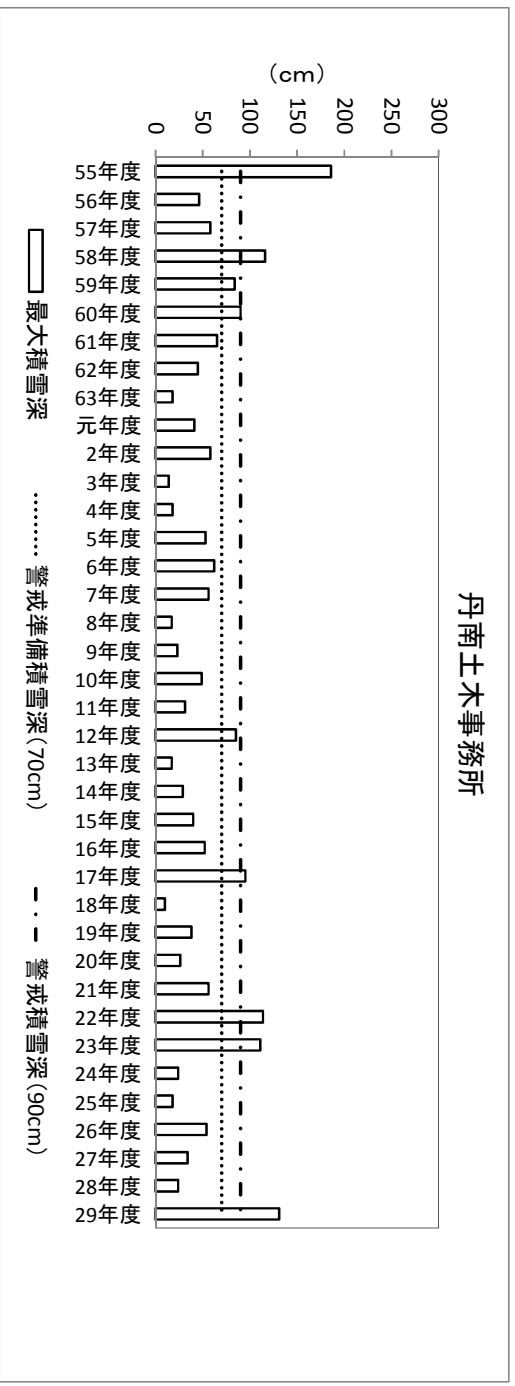 丹南土木事務所
（cm）
300
250
200
150
100
50
0
55年度
56年度
57年度
58年度
59年度
60年度
61年度
62年度
63年度
元年度
2年度
3年度
4年度
5年度
6年度
7年度
8年度
9年度
10年度
11年度
12年度
13年度
14年度
15年度
16年度
17年度
18年度
19年度
20年度
21年度
22年度
23年度
24年度
25年度
26年度
27年度
28年度
29年度
最大積雪深 警戒準備積雪深(70cm) 警戒積雪深(90cm)